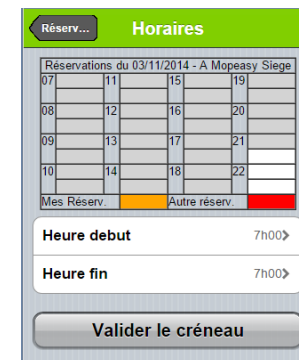 Réserv... Horaires
Réservations du 03/11/2014 - A Mopeasy Siege
07 11 15 19
08 12 16 20
09 13 17 21
10 14 18 22
Mes Réserv. Autre réserv.
Heure debut 7h00
Heure fin 7h00
Valider le créneau